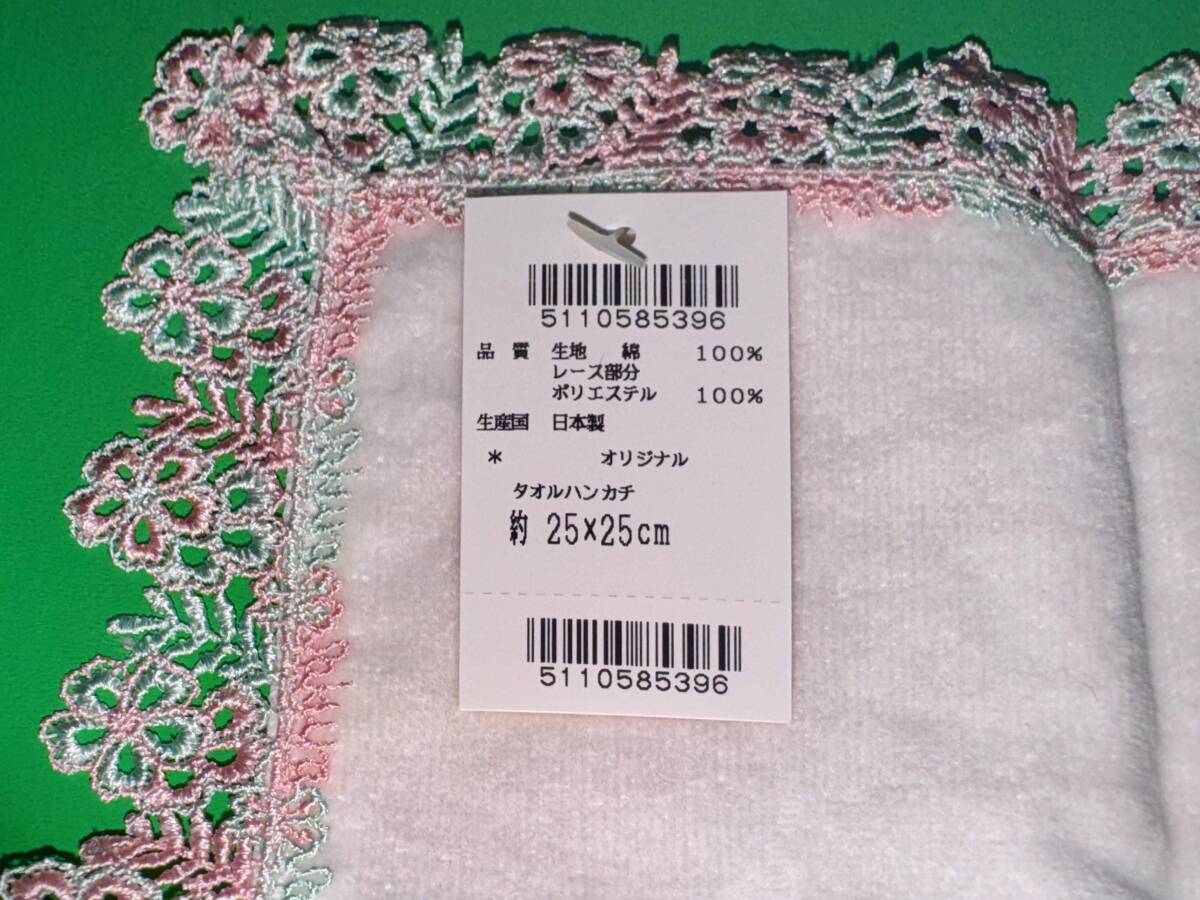 5110585396
品 質 生地 綿 100%
レース部分
ポリエステル 100%
生産国 日本製
* オリジナル
タオルハンカチ
約 25×25cm
5110585396